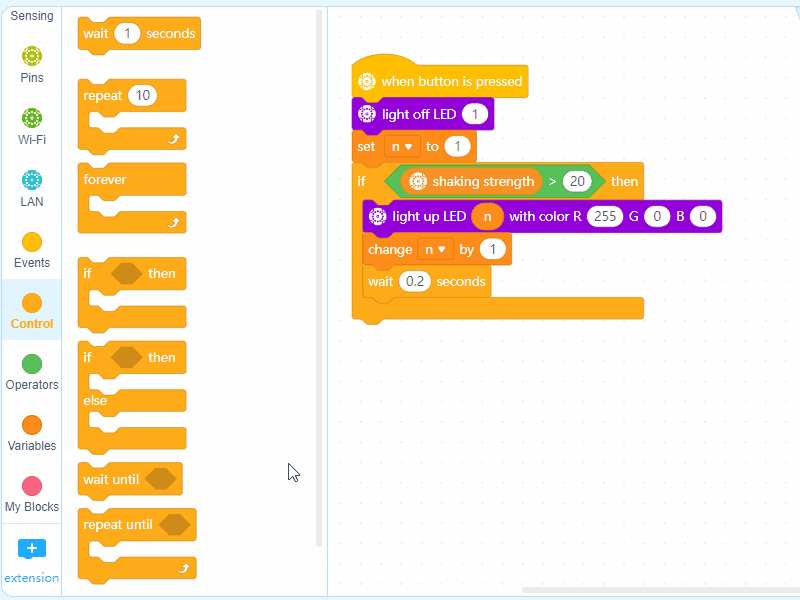 Sensing
Pins
Wi-Fi
LAN
Events
Control
Operators
Variables
My Blocks
extension
wait 1 seconds
repeat 10
forever
if then
if then
else
wait until
repeat until
when button is pressed
light off LED 1
set n to 1
if shaking strength > 20 then
light up LED n with color R 255 G 0 B 0
change n by 1
wait 0.2 seconds